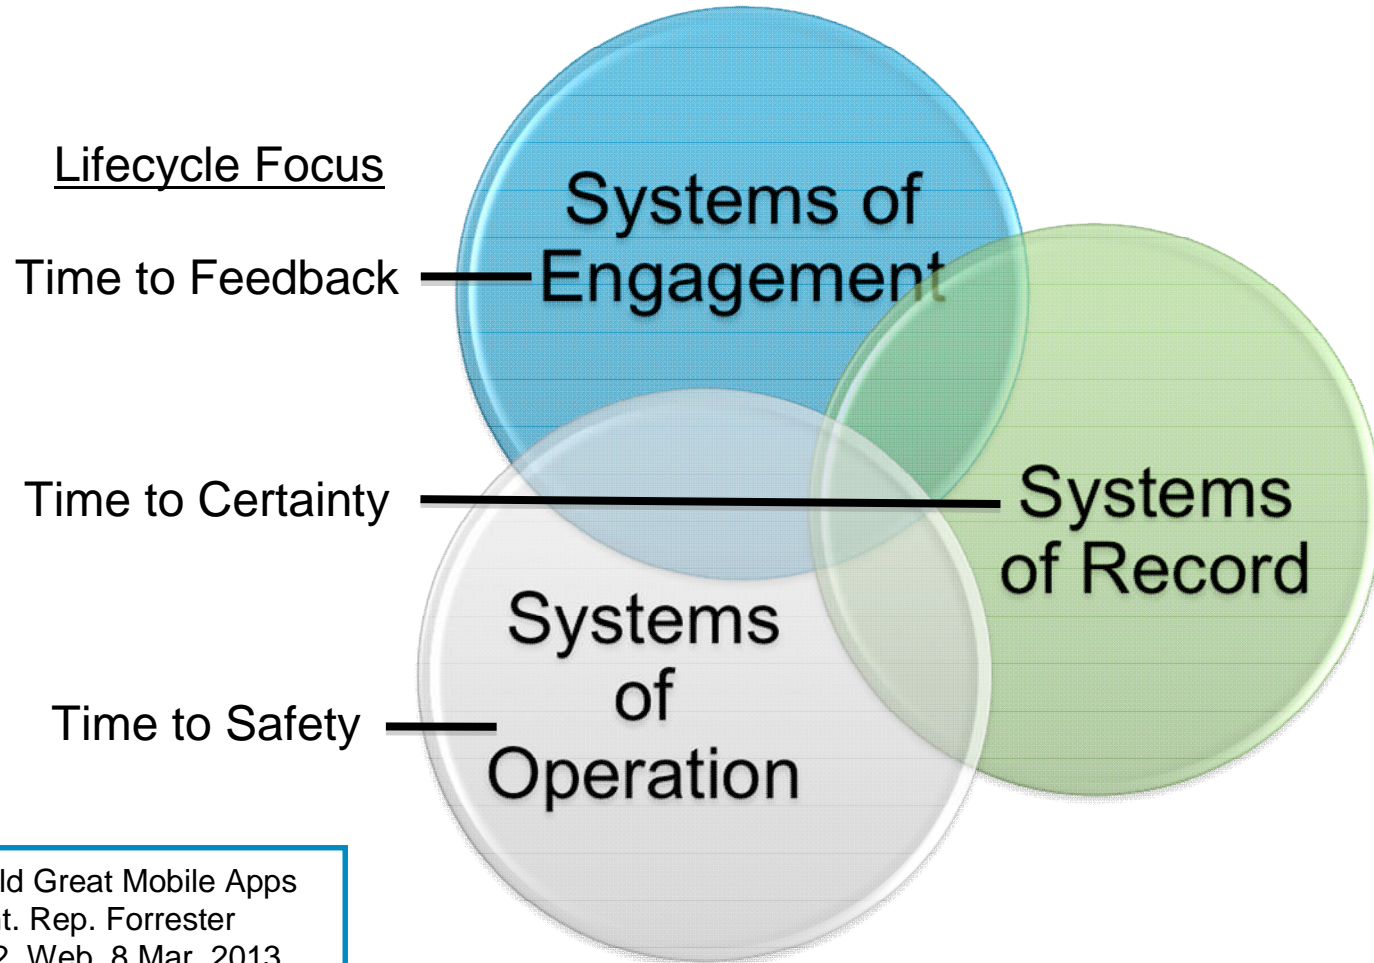 Lifecycle Focus
Time to Feedback
Time to Certainty
Time to Safety
Systems of
Engagement
Systems
of Record
Systems
of
Operation
Great Mobile Apps
Rep. Forrester
Web. 8 Mar. 2013